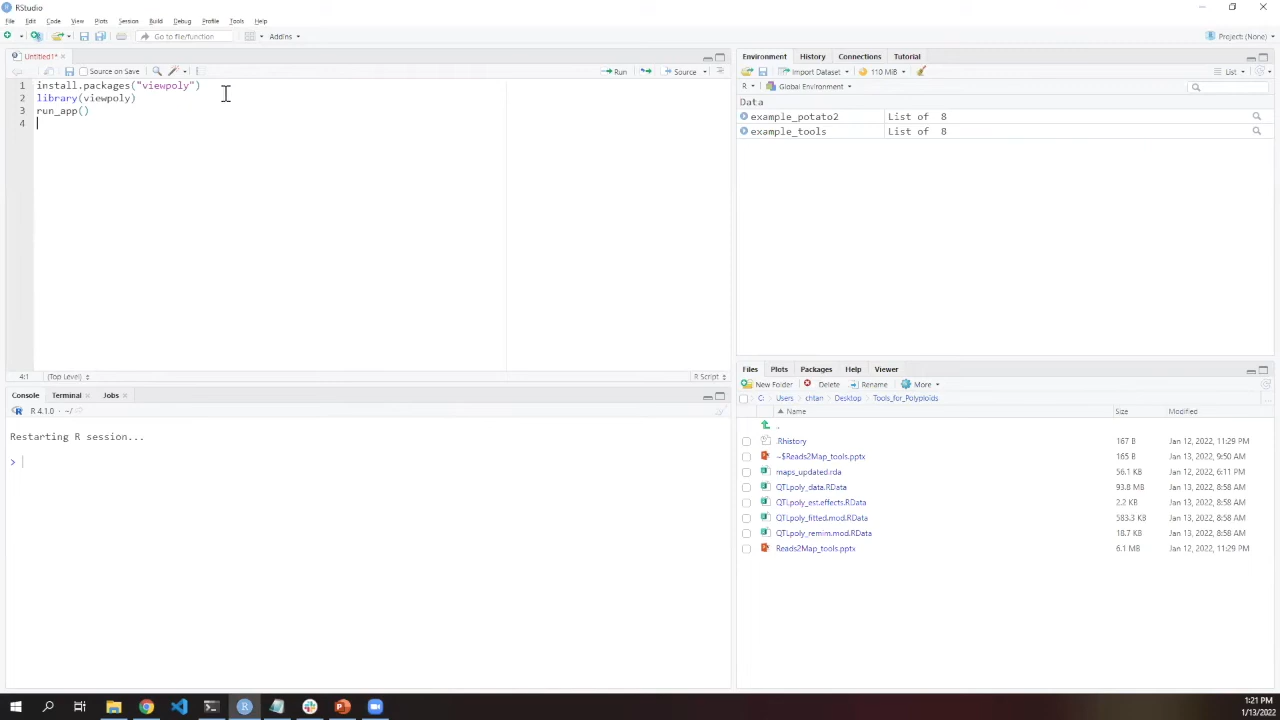 RStudio
File Edit Code View Plots Session Build Debug Profile Tools Help
Go to file/function Addins Project: (None)
Untitled1*
Source on Save Run Source
1 install.packages("viewpoly")
2 library(viewpoly)
3 run_app()
4
4:1 (Top Level) R Script
Console Terminal Jobs
R 4.1.0 · ~/
Restarting R session...
>
Environment History Connections Tutorial
Import Dataset 110 MiB List
R Global Environment
Data
example_potato2 List of 8
example_tools List of 8
Files Plots Packages Help Viewer
New Folder Delete Rename More
C: Users chtan Desktop Tools_for_Polyploids
Name Size Modified
..
.Rhistory 167 B Jan 12, 2022, 11:29 PM
~$Reads2Map_tools.pptx 165 B Jan 13, 2022, 9:50 AM
maps_updated.rda 56.1 KB Jan 12, 2022, 6:11 PM
QTLpoly_data.RData 93.8 MB Jan 13, 2022, 8:58 AM
QTLpoly_est.effects.RData 2.2 KB Jan 13, 2022, 8:58 AM
QTLpoly_fitted.mod.RData 583.3 KB Jan 13, 2022, 8:58 AM
QTLpoly_remim.mod.RData 18.7 KB Jan 13, 2022, 8:58 AM
Reads2Map_tools.pptx 6.1 MB Jan 12, 2022, 11:29 PM
1:21 PM
1/13/2022